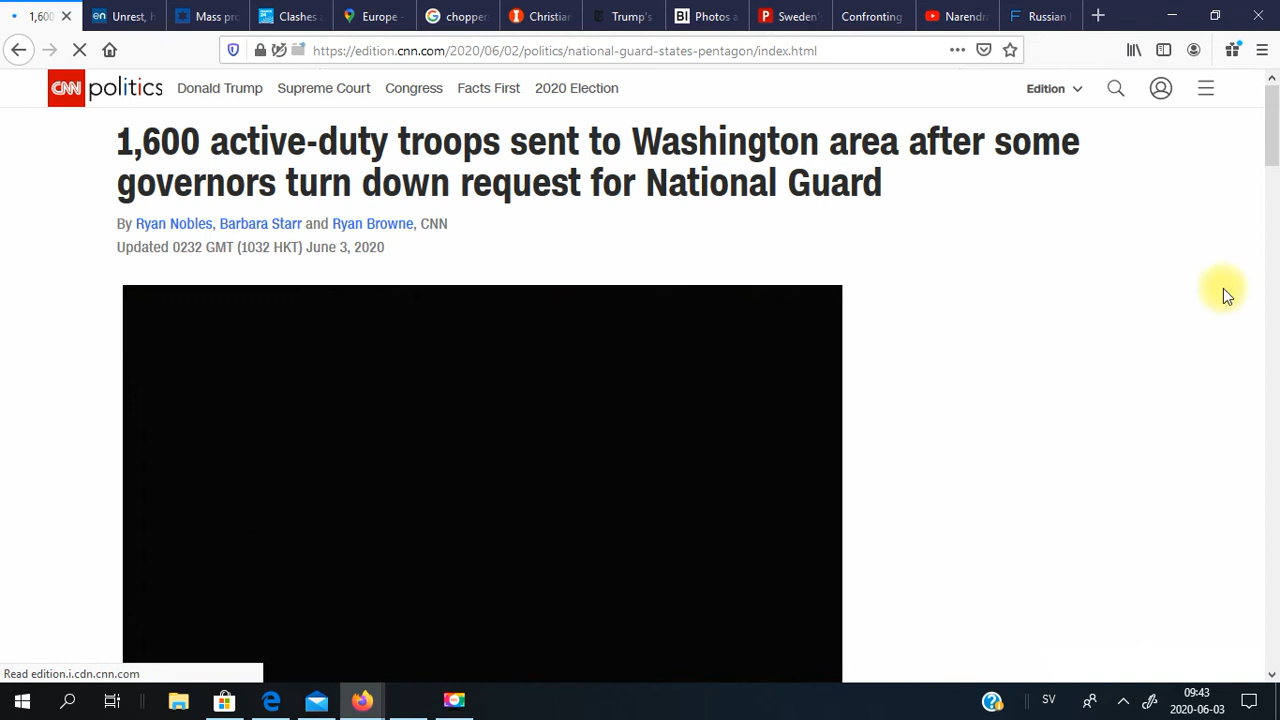 1,600
Unrest, h
Mass pro
Clashes a
Europe -
chopper
Christian
Trump's
BI Photos a
Sweden's
Confronting
Narendra
Russian
https://edition.cnn.com/2020/06/02/politics/national-guard-states-pentagon/index.html
CNN politics Donald Trump Supreme Court Congress Facts First 2020 Election Edition
1,600 active-duty troops sent to Washington area after some
governors turn down request for National Guard
By Ryan Nobles, Barbara Starr and Ryan Browne, CNN
Updated 0232 GMT (1032 HKT) June 3, 2020
Read edition.i.cdn.cnn.com
SV
09:43
2020-06-03